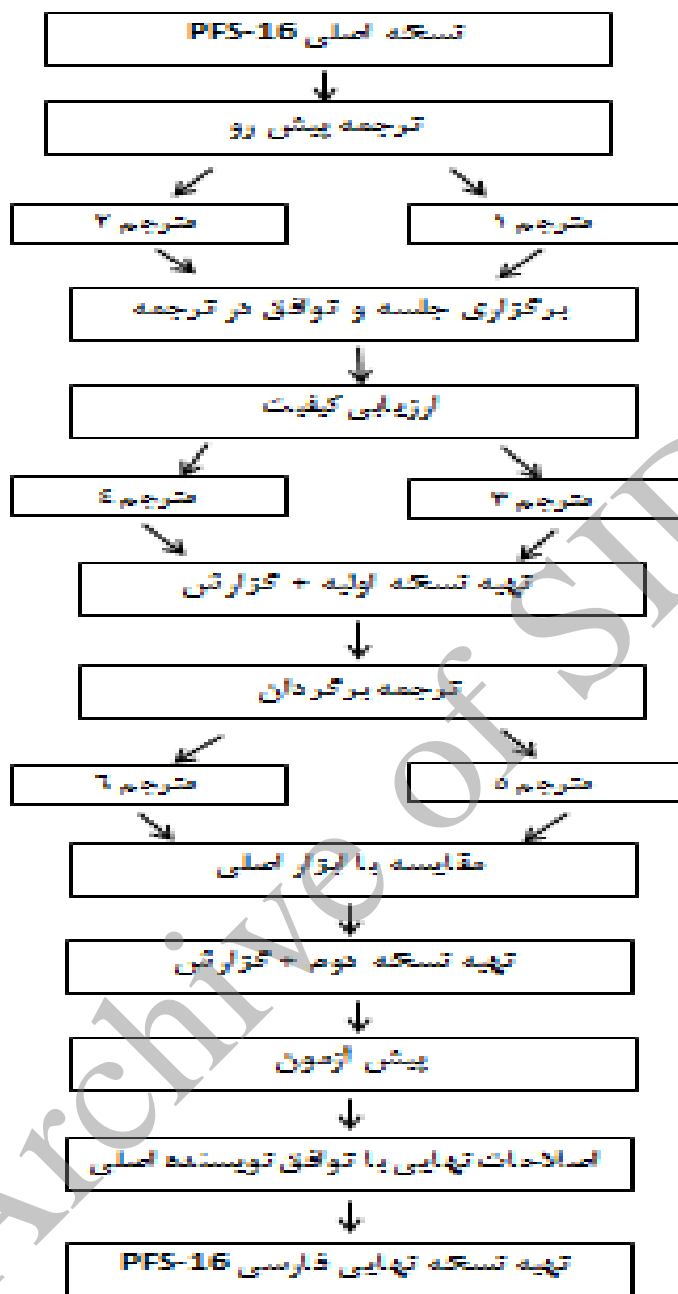 نسخه اصلی PFS-16
ترجمه پیش رو
مترجم ۱
مترجم ۲
برگزاری جلسه و توافق در ترجمه
ارزیابی کیفیت
مترجم ۳
مترجم ٤
تهیه نسخه اولیه + گزارش
ترجمه برگردان
مترجم ٥
مترجم ٦
مقایسه با ابزار اصلی
تهیه نسخه دوم + گزارش
پیش آزمون
اصلاحات نهایی با توافق نویسنده اصلی
تهیه نسخه نهایی فارسی PFS-16
Archive of SID